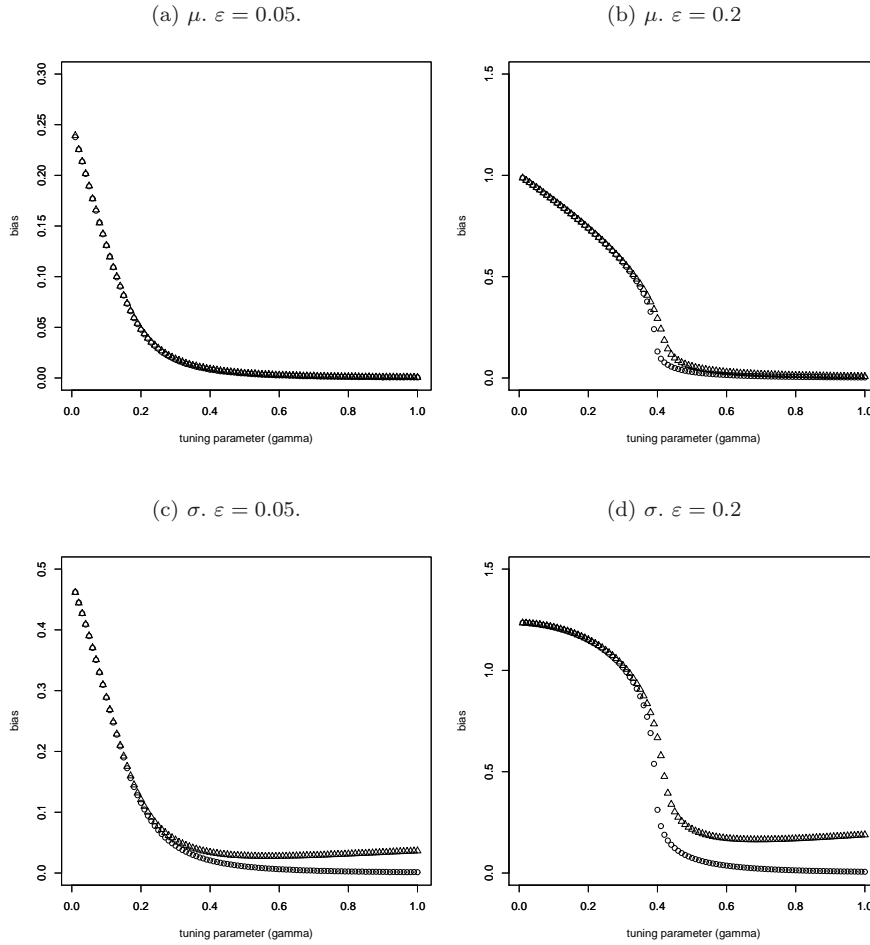 (a) μ. ε = 0.05.
(b) μ. ε = 0.2
0.30
0.25
0.20
0.15
0.10
0.05
0.00
bias
0.0 0.2 0.4 0.6 0.8 1.0
tuning parameter (gamma)
1.5
1.0
0.5
0.0
bias
0.0 0.2 0.4 0.6 0.8 1.0
tuning parameter (gamma)
(c) σ. ε = 0.05.
(d) σ. ε = 0.2
0.5
0.4
0.3
0.2
0.1
0.0
bias
0.0 0.2 0.4 0.6 0.8 1.0
tuning parameter (gamma)
1.5
1.0
0.5
0.0
bias
0.0 0.2 0.4 0.6 0.8 1.0
tuning parameter (gamma)